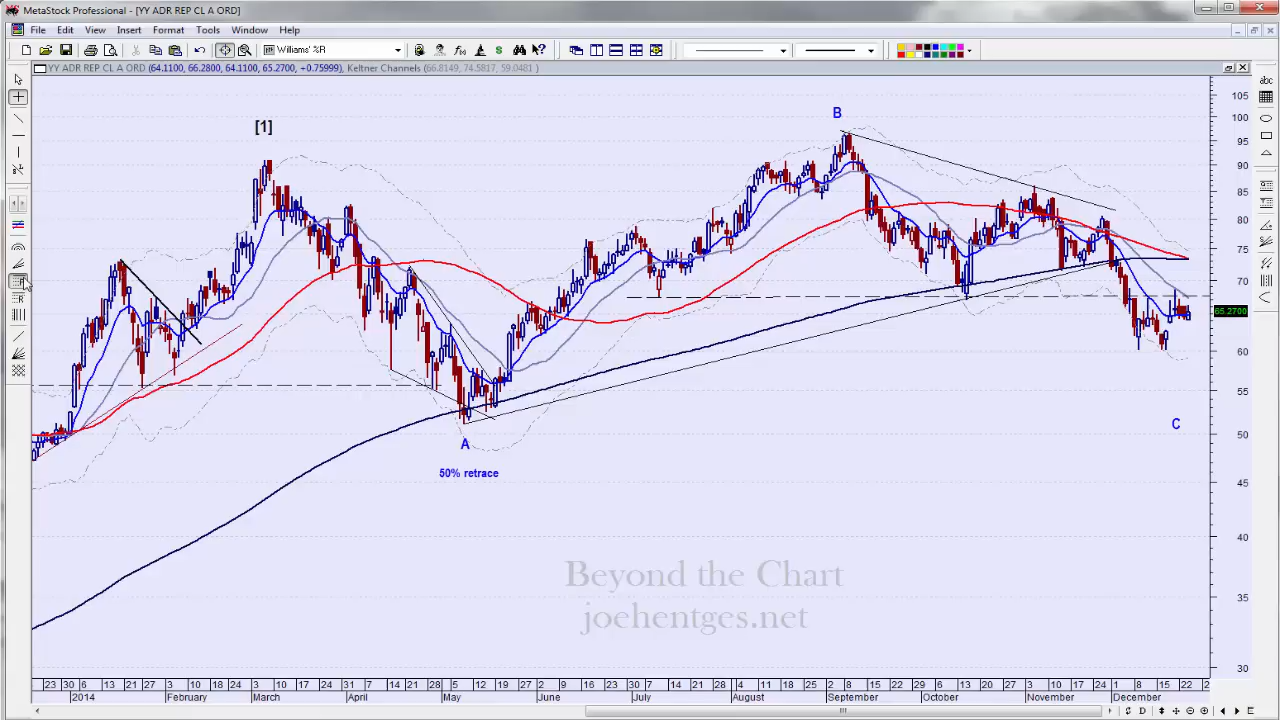 MetaStock Professional - [YY ADR REP CL A ORD]
File Edit View Insert Format Tools Window Help
Williams' %R
YY ADR REP CL A ORD (64.1100, 66.2800, 64.1100, 65.2700, +0.75999), Keltner Channels (66.8149, 74.5817, 59.0481 )
abc
105
100
95
90
85
80
75
70
65.2700
60
55
50
45
40
35
30
[1]
B
A
50% retrace
C
Beyond the Chart
joehentges.net
23 30 6 13 21 27 3 10 18 24 3 10 17 24 31 7 14 21 28 5 12 19 27 2 9 16 23 30 7 14 21 28 4 11 18 25 2 8 15 22 29 6 13 20 27 3 10 17 24 1 8 15 22 2
2014 February March April May June July August September October November December